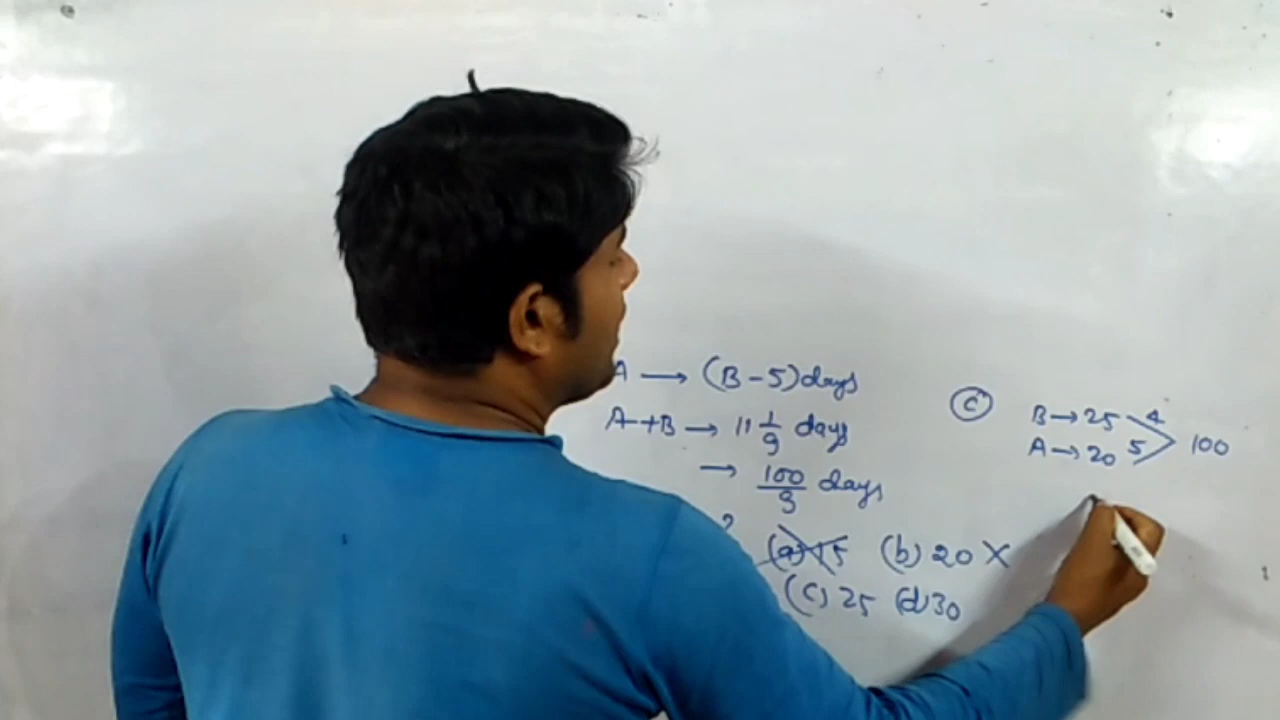 A → (B-5) days
A+B → 11 1/9 days
→ 100/9 days
?
(a) 15 (b) 20 X
(c) 25 (d) 30
(C)
B → 25 4
A → 20 5
100